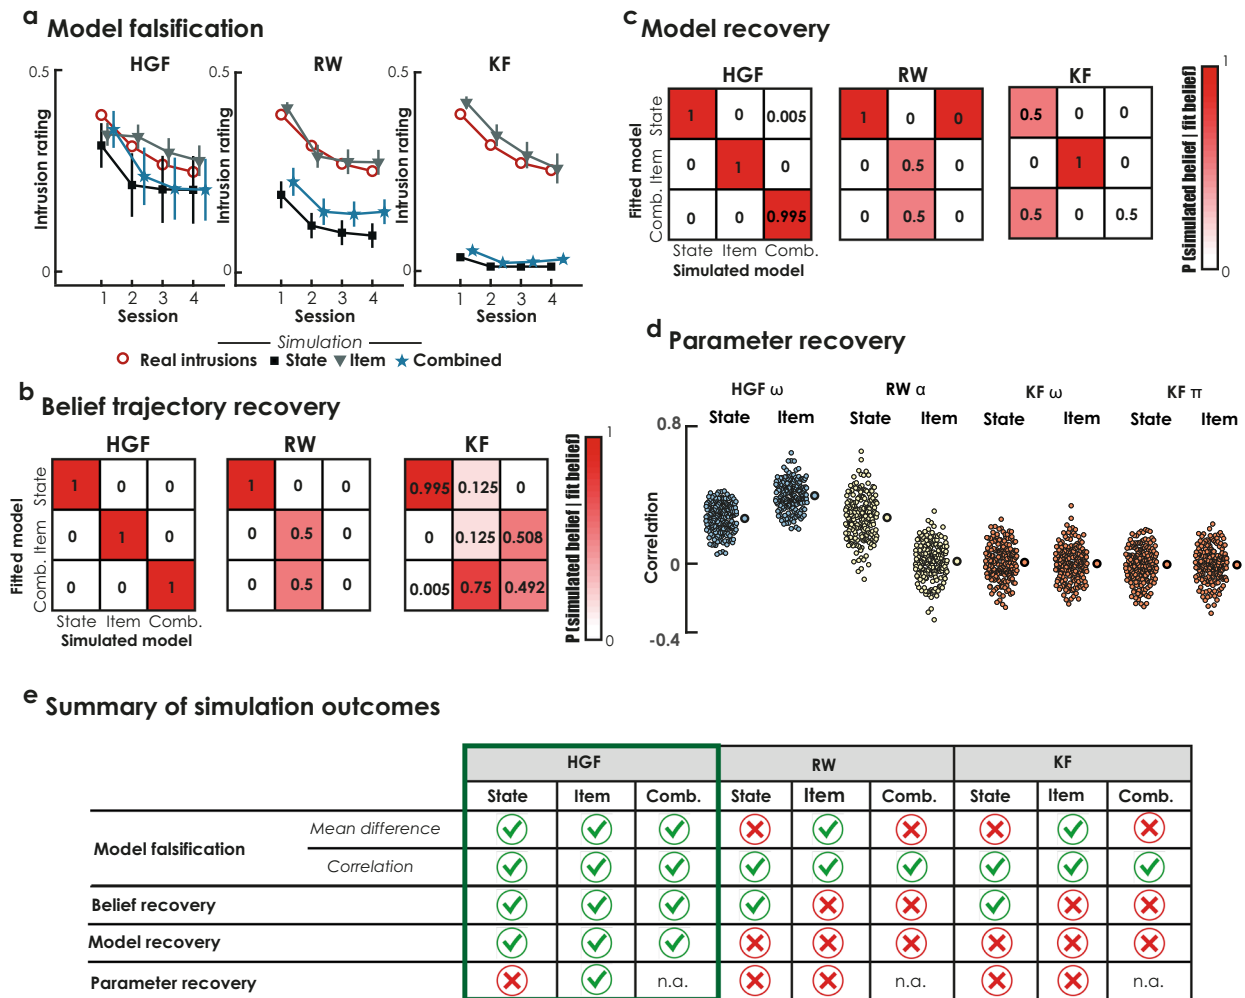 a Model falsification
HGF
RW
KF
0.5
0.5
0.5
Intrusion rating
Intrusion rating
Intrusion rating
0
0
0
1 2 3 4
1 2 3 4
1 2 3 4
Session
Session
Session
Simulation
Real intrusions State Item Combined
b Belief trajectory recovery
HGF
RW
KF
Fitted model
State
Item
Comb.
1 0 0
0 1 0
0 0 1
1 0 0
0 0.5 0
0 0.5 0
0.995 0.125 0
0 0.125 0.508
0.005 0.75 0.492
State Item Comb.
Simulated model
P (simulated belief | fit belief)
1
0
c Model recovery
HGF
RW
KF
Fitted model
State
Item
Comb.
1 0 0.005
0 1 0
0 0 0.995
1 0 0
0 0.5 0
0 0.5 0
0.5 0 0
0 1 0
0.5 0 0.5
State Item Comb.
Simulated model
P (simulated belief | fit belief)
1
0
d Parameter recovery
HGF ω
RW α
KF ω
KF π
State Item State Item State Item State Item
Correlation
0.8
0
-0.4
e Summary of simulation outcomes
HGF RW KF
State Item Comb. State Item Comb. State Item Comb.
Model falsification
Mean difference
Correlation
Belief recovery
Model recovery
Parameter recovery n.a. n.a. n.a.